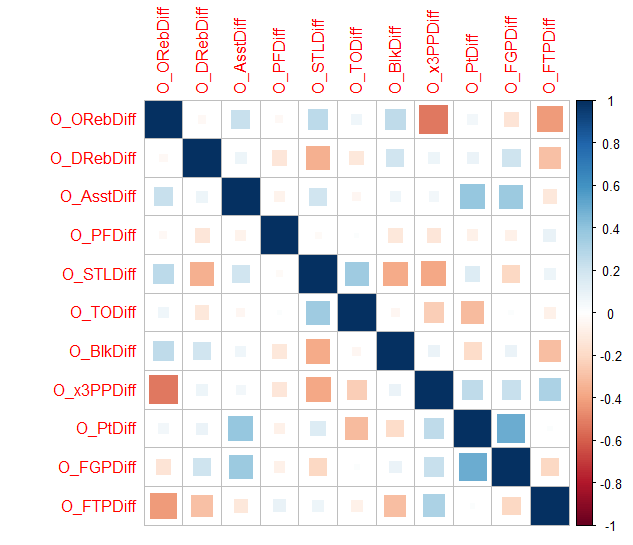 O_ORebDiff
O_DRebDiff
O_AsstDiff
O_PFDiff
O_STLDiff
O_TODiff
O_BlkDiff
O_x3PPDiff
O_PtDiff
O_FGPDiff
O_FTPDiff
O_ORebDiff
O_DRebDiff
O_AsstDiff
O_PFDiff
O_STLDiff
O_TODiff
O_BlkDiff
O_x3PPDiff
O_PtDiff
O_FGPDiff
O_FTPDiff
1
0.8
0.6
0.4
0.2
0
-0.2
-0.4
-0.6
-0.8
-1